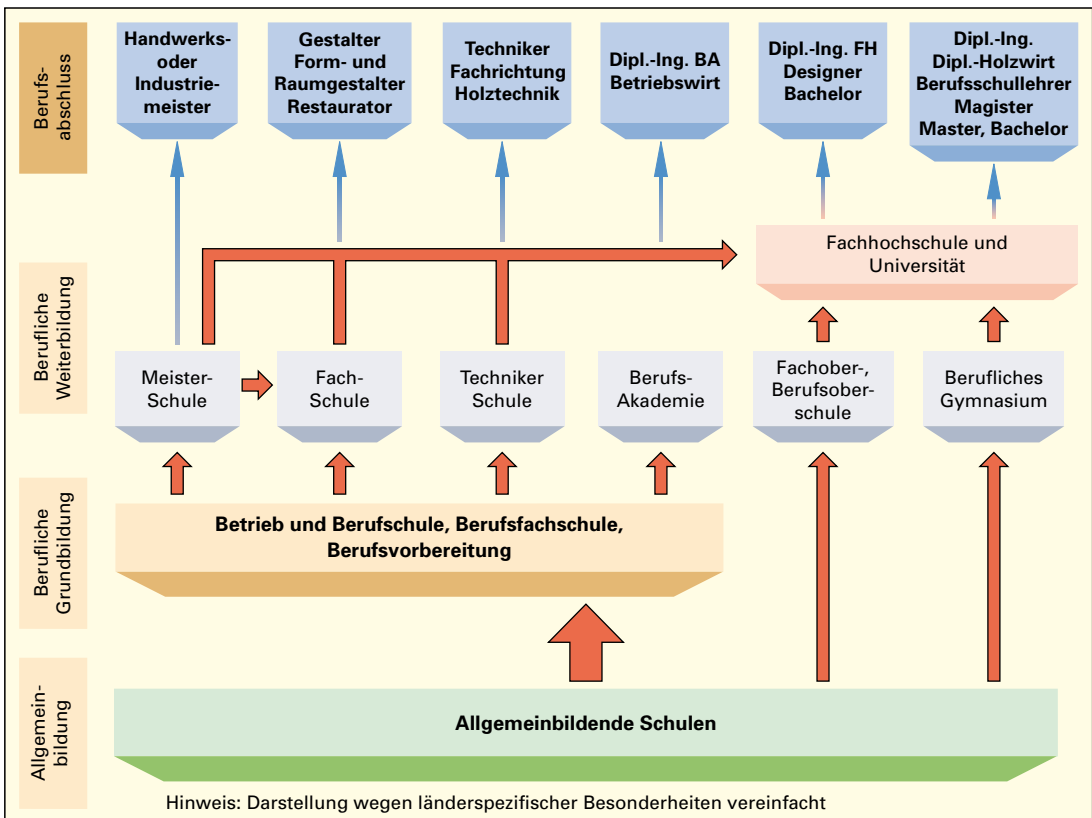 Berufs-
abschluss
Handwerks-
oder
Industrie-
meister
Gestalter
Form- und
Raumgestalter
Restaurator
Techniker
Fachrichtung
Holztechnik
Dipl.-Ing. BA
Betriebswirt
Dipl.-Ing. FH
Designer
Bachelor
Dipl.-Ing.
Dipl.-Holzwirt
Berufsschullehrer
Magister
Master, Bachelor
Fachhochschule und
Universität
Berufliche
Weiterbildung
Meister-
Schule
Fach-
Schule
Techniker
Schule
Berufs-
Akademie
Fachober-,
Berufsober-
schule
Berufliches
Gymnasium
Berufliche
Grundbildung
Betrieb und Berufschule, Berufsfachschule,
Berufsvorbereitung
Allgemein-
bildung
Allgemeinbildende Schulen
Hinweis: Darstellung wegen länderspezifischer Besonderheiten vereinfacht